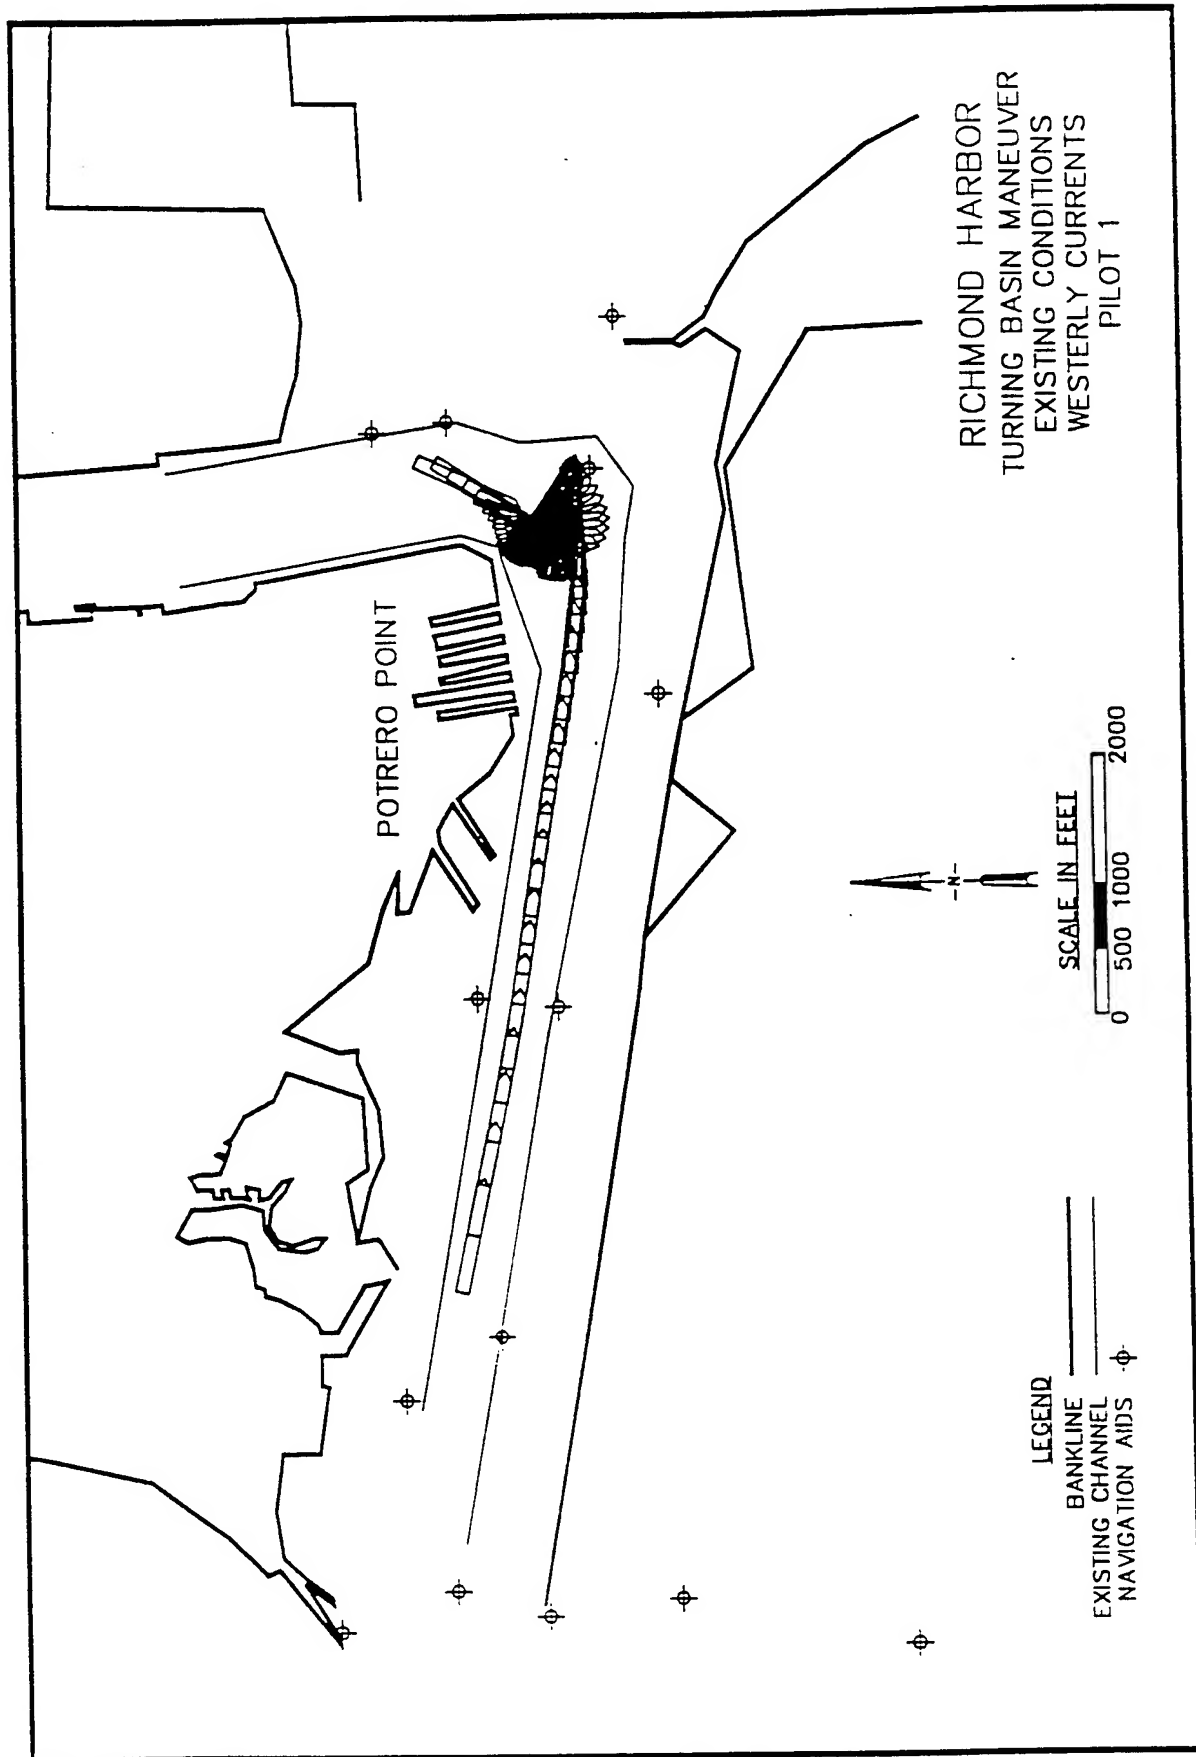 POTRERO POINT
RICHMOND HARBOR
TURNING BASIN MANEUVER
EXISTING CONDITIONS
WESTERLY CURRENTS
PILOT 1
-N-
SCALE IN FEET
0 500 1000 2000
LEGEND
BANKLINE
EXISTING CHANNEL
NAVIGATION AIDS